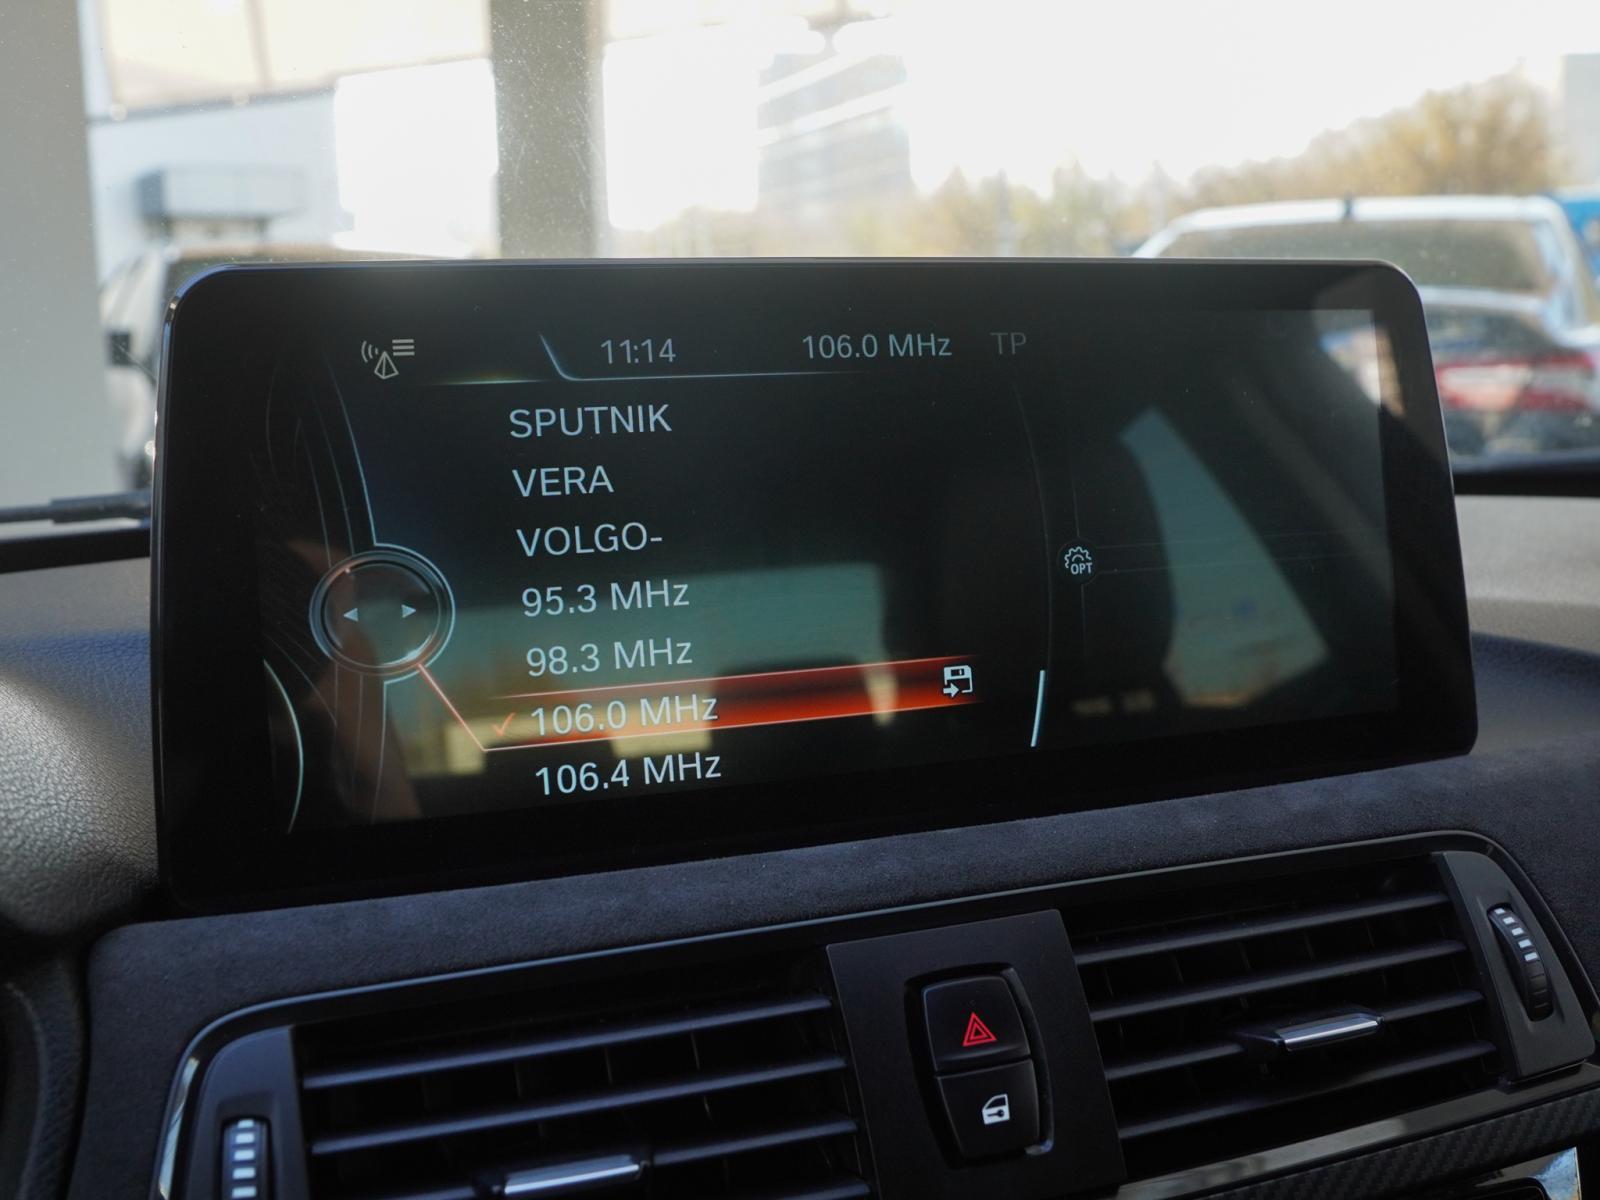 11:14 106.0 MHz TP
SPUTNIK
VERA
VOLGO-
95.3 MHz
98.3 MHz
✓ 106.0 MHz
106.4 MHz
OPT